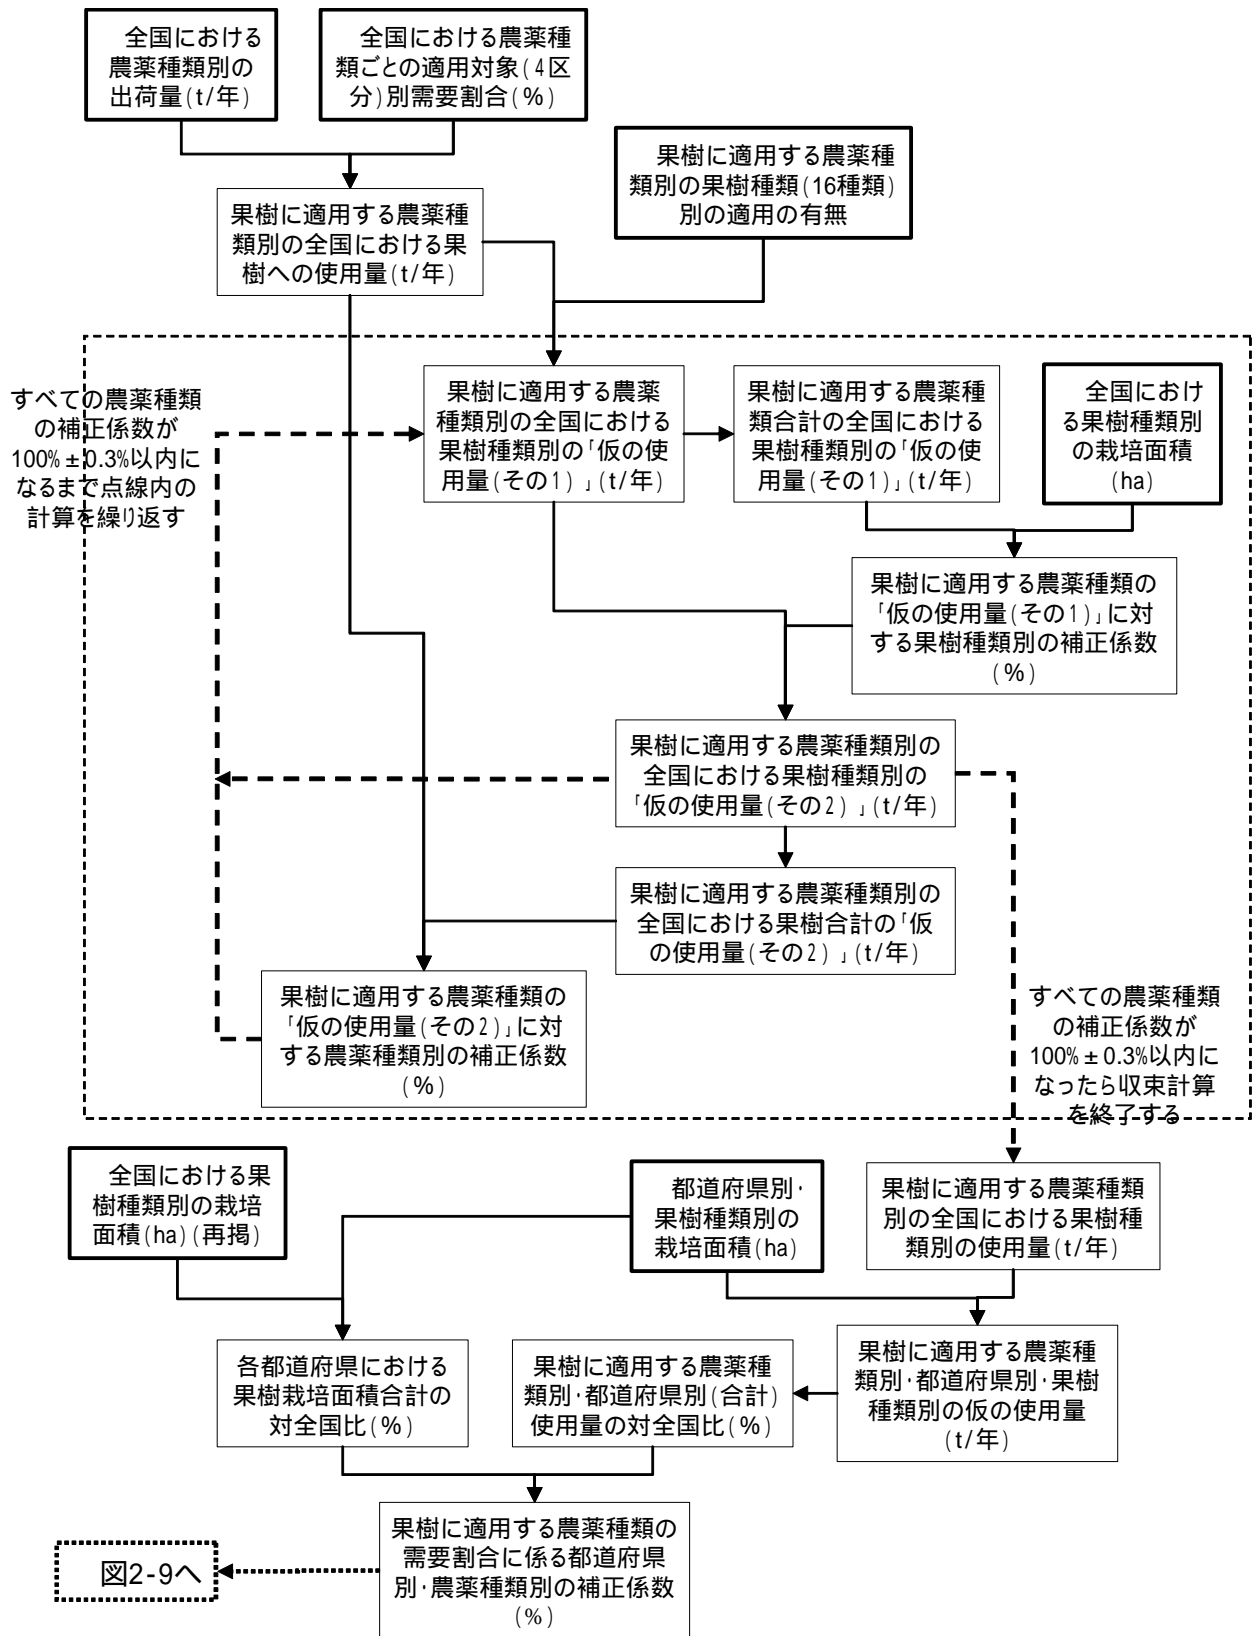 全国における
農薬種類別の
出荷量(t/年)
全国における農薬種
類ごとの適用対象(4区
分)別需要割合(%)
果樹に適用する農薬種
類別の果樹種類(16種類)
別の適用の有無
果樹に適用する農薬種
類別の全国における果
樹への使用量(t/年)
すべての農薬種類
の補正係数が
100%±0.3%以内に
なるまで点線内の
計算を繰り返す
果樹に適用する農薬
種類別の全国における
果樹種類別の「仮の使
用量(その1)」(t/年)
果樹に適用する農薬種
類合計の全国における
果樹種類別の「仮の使
用量(その1)」(t/年)
全国におけ
る果樹種類別
の栽培面積
(ha)
果樹に適用する農薬種類の
「仮の使用量(その1)」に対
する果樹種類別の補正係数
(%)
果樹に適用する農薬種類別の
全国における果樹種類別の
「仮の使用量(その2)」(t/年)
果樹に適用する農薬種類別の
全国における果樹合計の「仮
の使用量(その2)」(t/年)
果樹に適用する農薬種類の
「仮の使用量(その2)」に対
する農薬種類別の補正係数
(%)
すべての農薬種類
の補正係数が
100%±0.3%以内に
なったら収束計算
を終了する
全国における果
樹種類別の栽培
面積(ha)(再掲)
都道府県別・
果樹種類別の
栽培面積(ha)
果樹に適用する農薬種類
別の全国における果樹種
類別の使用量(t/年)
各都道府県における
果樹栽培面積合計の
対全国比(%)
果樹に適用する農薬種
類別・都道府県別(合計)
使用量の対全国比(%)
果樹に適用する農薬種
類別・都道府県別・果樹
種類別の仮の使用量
(t/年)
果樹に適用する農薬種類の
需要割合に係る都道府県
別・農薬種類別の補正係数
(%)
図2-9へ